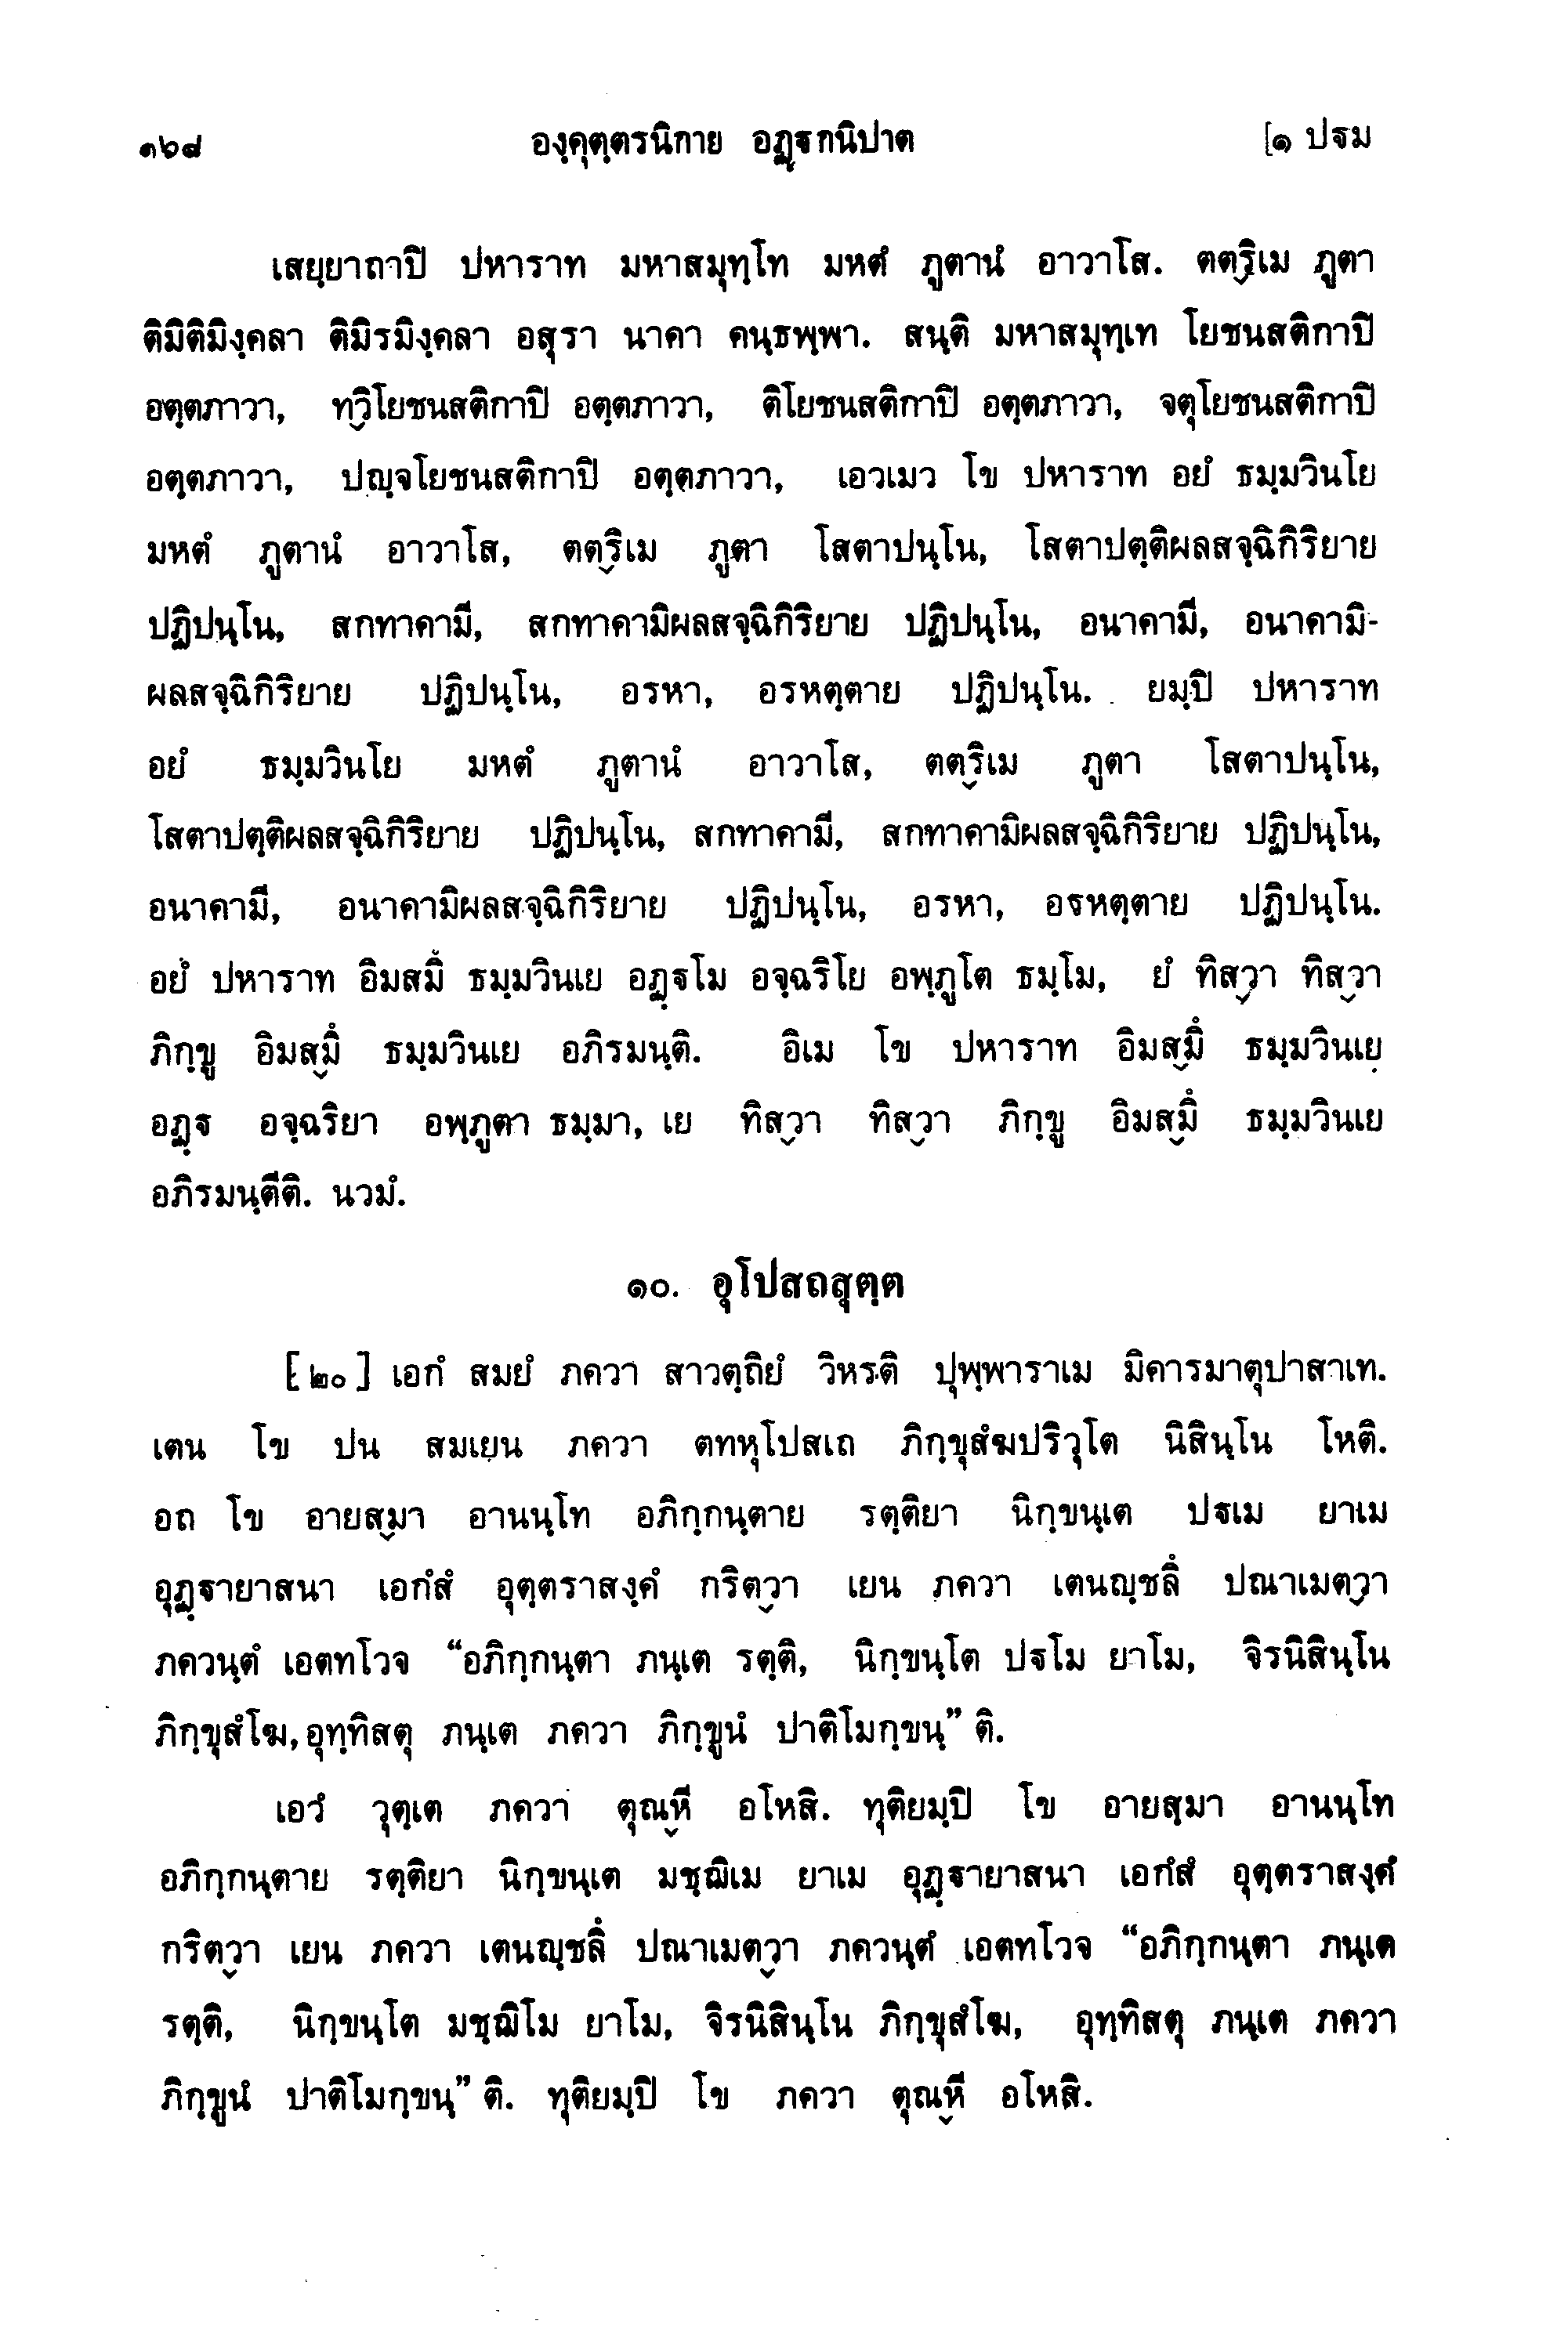 ๑๖๘ องฺคุตฺตรนิกาย อฏฺฐกนิปาต [๑ ปฐม
เสยฺยาถาปิ ปหาราท มหาสมุทฺโท มหตํ ภูตานํ อาวาโส. ตตฺริเม ภูตา
ติมิติมิงฺคลา ติมิรมิงฺคลา อสุรา นาคา คนฺธพฺพา. สนฺติ มหาสมุทฺเท โยชนสติกาปิ
อตฺตภาวา, ทฺวิโยชนสติกาปิ อตฺตภาวา, ติโยชนสติกาปิ อตฺตภาวา, จตุโยชนสติกาปิ
อตฺตภาวา, ปญฺจโยชนสติกาปิ อตฺตภาวา, เอวเมว โข ปหาราท อยํ ธมฺมวินโย
มหตํ ภูตานํ อาวาโส, ตตฺริเม ภูตา โสตาปนฺโน, โสตาปตฺติผลสจฺฉิกิริยาย
ปฏิปนฺโน, สกทาคามี, สกทาคามิผลสจฺฉิกิริยาย ปฏิปนฺโน, อนาคามี, อนาคามิ-
ผลสจฺฉิกิริยาย ปฏิปนฺโน, อรหา, อรหตฺตาย ปฏิปนฺโน. ยมฺปิ ปหาราท
อยํ ธมฺมวินโย มหตํ ภูตานํ อาวาโส, ตตฺริเม ภูตา โสตาปนฺโน,
โสตาปตฺติผลสจฺฉิกิริยาย ปฏิปนฺโน, สกทาคามี, สกทาคามิผลสจฺฉิกิริยาย ปฏิปนฺโน,
อนาคามี, อนาคามิผลสจฺฉิกิริยาย ปฏิปนฺโน, อรหา, อรหตฺตาย ปฏิปนฺโน.
อยํ ปหาราท อิมสมึ ธมฺมวินเย อฏฺฐโม อจฺฉริโย อพฺภูโต ธมฺโม, ยํ ทิสฺวา ทิสฺวา
ภิกฺขู อิมสฺมึ ธมฺมวินเย อภิรมนฺติ. อิเม โข ปหาราท อิมสฺมึ ธมฺมวินเย
อฏฺฐ อจฺฉริยา อพฺภูตา ธมฺมา, เย ทิสฺวา ทิสฺวา ภิกฺขู อิมสฺมึ ธมฺมวินเย
อภิรมนฺตีติ. นวมํ.
๑๐. อุโปสถสุตฺต
[๒๐] เอกํ สมยํ ภควา สาวตฺถิยํ วิหรติ ปุพฺพาราเม มิคารมาตุปาสาเท.
เตน โข ปน สมเยน ภควา ตทหุโปสเถ ภิกฺขุสํฆปริวุโต นิสินฺโน โหติ.
อถ โข อายสฺมา อานนฺโท อภิกฺกนฺตาย รตฺติยา นิกฺขนฺเต ปฐเม ยาเม
อุฏฺฐายาสนา เอกํสํ อุตฺตราสงฺคํ กริตฺวา เยน ภควา เตนญฺชลึ ปณาเมตฺวา
ภควนฺตํ เอตทโวจ “อภิกฺกนฺตา ภนฺเต รตฺติ, นิกฺขนฺโต ปฐโม ยาโม, จิรนิสินฺโน
ภิกฺขุสํโฆ, อุทฺทิสตุ ภนฺเต ภควา ภิกฺขูนํ ปาติโมกฺขนฺ” ติ.
เอวํ วุตฺเต ภควา ตุณฺหี อโหสิ. ทุติยมฺปิ โข อายสฺมา อานนฺโท
อภิกฺกนฺตาย รตฺติยา นิกฺขนฺเต มชฺฌิเม ยาเม อุฏฺฐายาสนา เอกํสํ อุตฺตราสงฺคํ
กริตฺวา เยน ภควา เตนญฺชลึ ปณาเมตฺวา ภควนฺตํ เอตทโวจ “อภิกฺกนฺตา ภนฺเต
รตฺติ, นิกฺขนฺโต มชฺฌิโม ยาโม, จิรนิสินฺโน ภิกฺขุสํโฆ, อุทฺทิสตุ ภนฺเต ภควา
ภิกฺขูนํ ปาติโมกฺขนฺ” ติ. ทุติยมฺปิ โข ภควา ตุณฺหี อโหสิ.